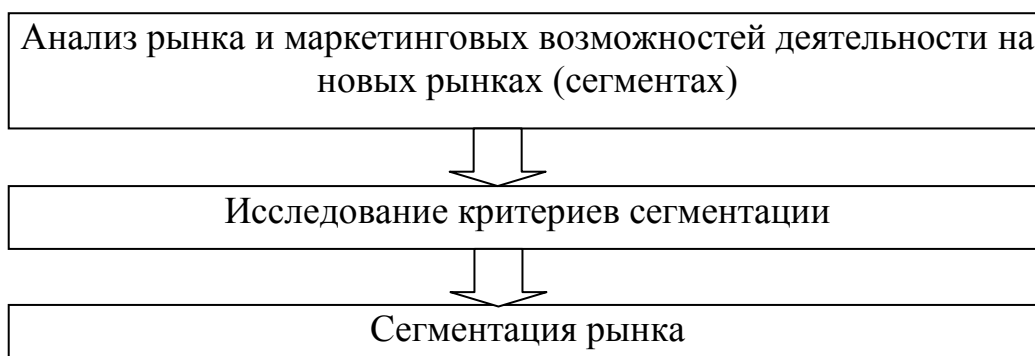 Анализ рынка и маркетинговых возможностей деятельности на
новых рынках (сегментах)
Исследование критериев сегментации
Сегментация рынка